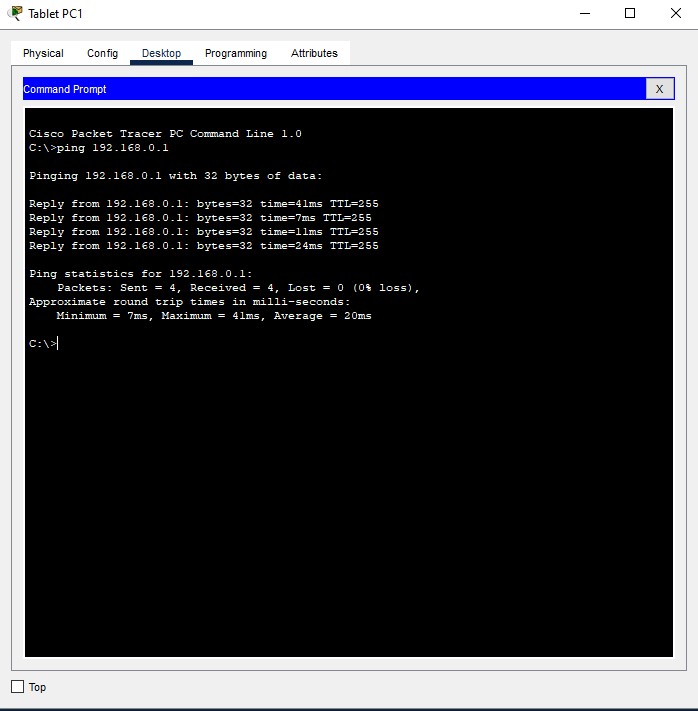 Tablet PC1
Physical Config Desktop Programming Attributes
Command Prompt X
Cisco Packet Tracer PC Command Line 1.0
C:\>ping 192.168.0.1
Pinging 192.168.0.1 with 32 bytes of data:
Reply from 192.168.0.1: bytes=32 time=41ms TTL=255
Reply from 192.168.0.1: bytes=32 time=7ms TTL=255
Reply from 192.168.0.1: bytes=32 time=11ms TTL=255
Reply from 192.168.0.1: bytes=32 time=24ms TTL=255
Ping statistics for 192.168.0.1:
Packets: Sent = 4, Received = 4, Lost = 0 (0% loss),
Approximate round trip times in milli-seconds:
Minimum = 7ms, Maximum = 41ms, Average = 20ms
C:\>
Top